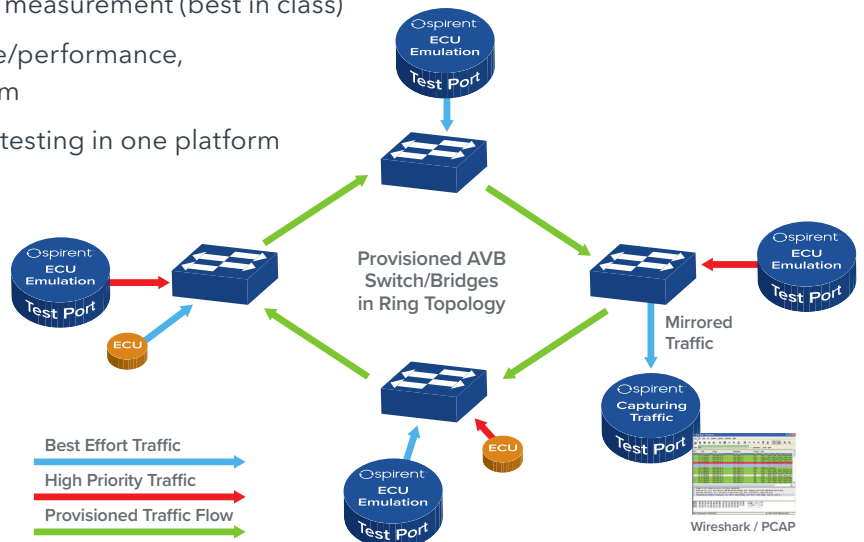 measurement (best in class)
e/performance,
m
testing in one platform
spirent
ECU
Emulation
Test Port
spirent
ECU
Emulation
Test Port
ECU
Provisioned AVB
Switch/Bridges
in Ring Topology
spirent
ECU
Emulation
Test Port
Mirrored
Traffic
spirent
Capturing
Traffic
Test Port
Wireshark / PCAP
ECU
spirent
ECU
Emulation
Test Port
Best Effort Traffic
High Priority Traffic
Provisioned Traffic Flow